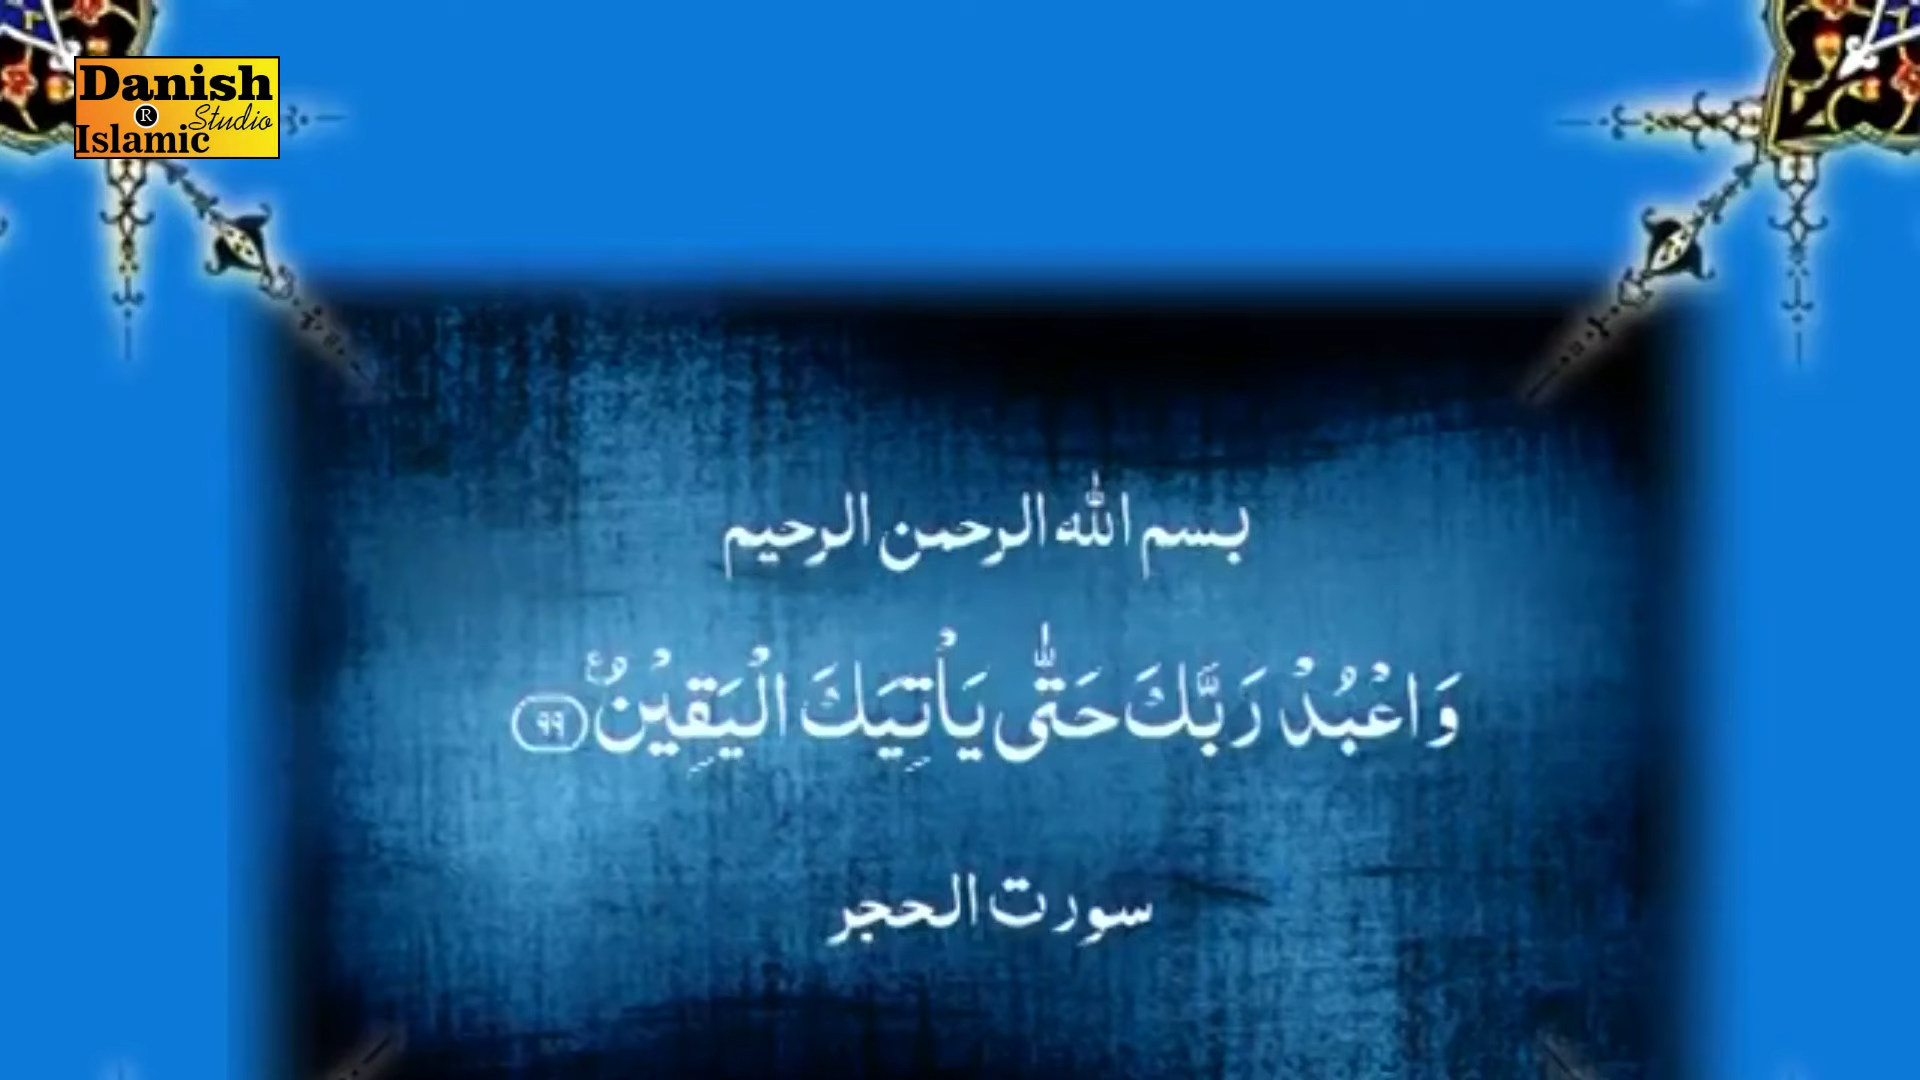 Danish
® Studio
Islamic
بسم الله الرحمن الرحيم
وَاعْبُدْ رَبَّكَ حَتّٰى يَاْتِيَكَ الْيَقِيْنُ ࣖ ٩٩
سورت الحجر